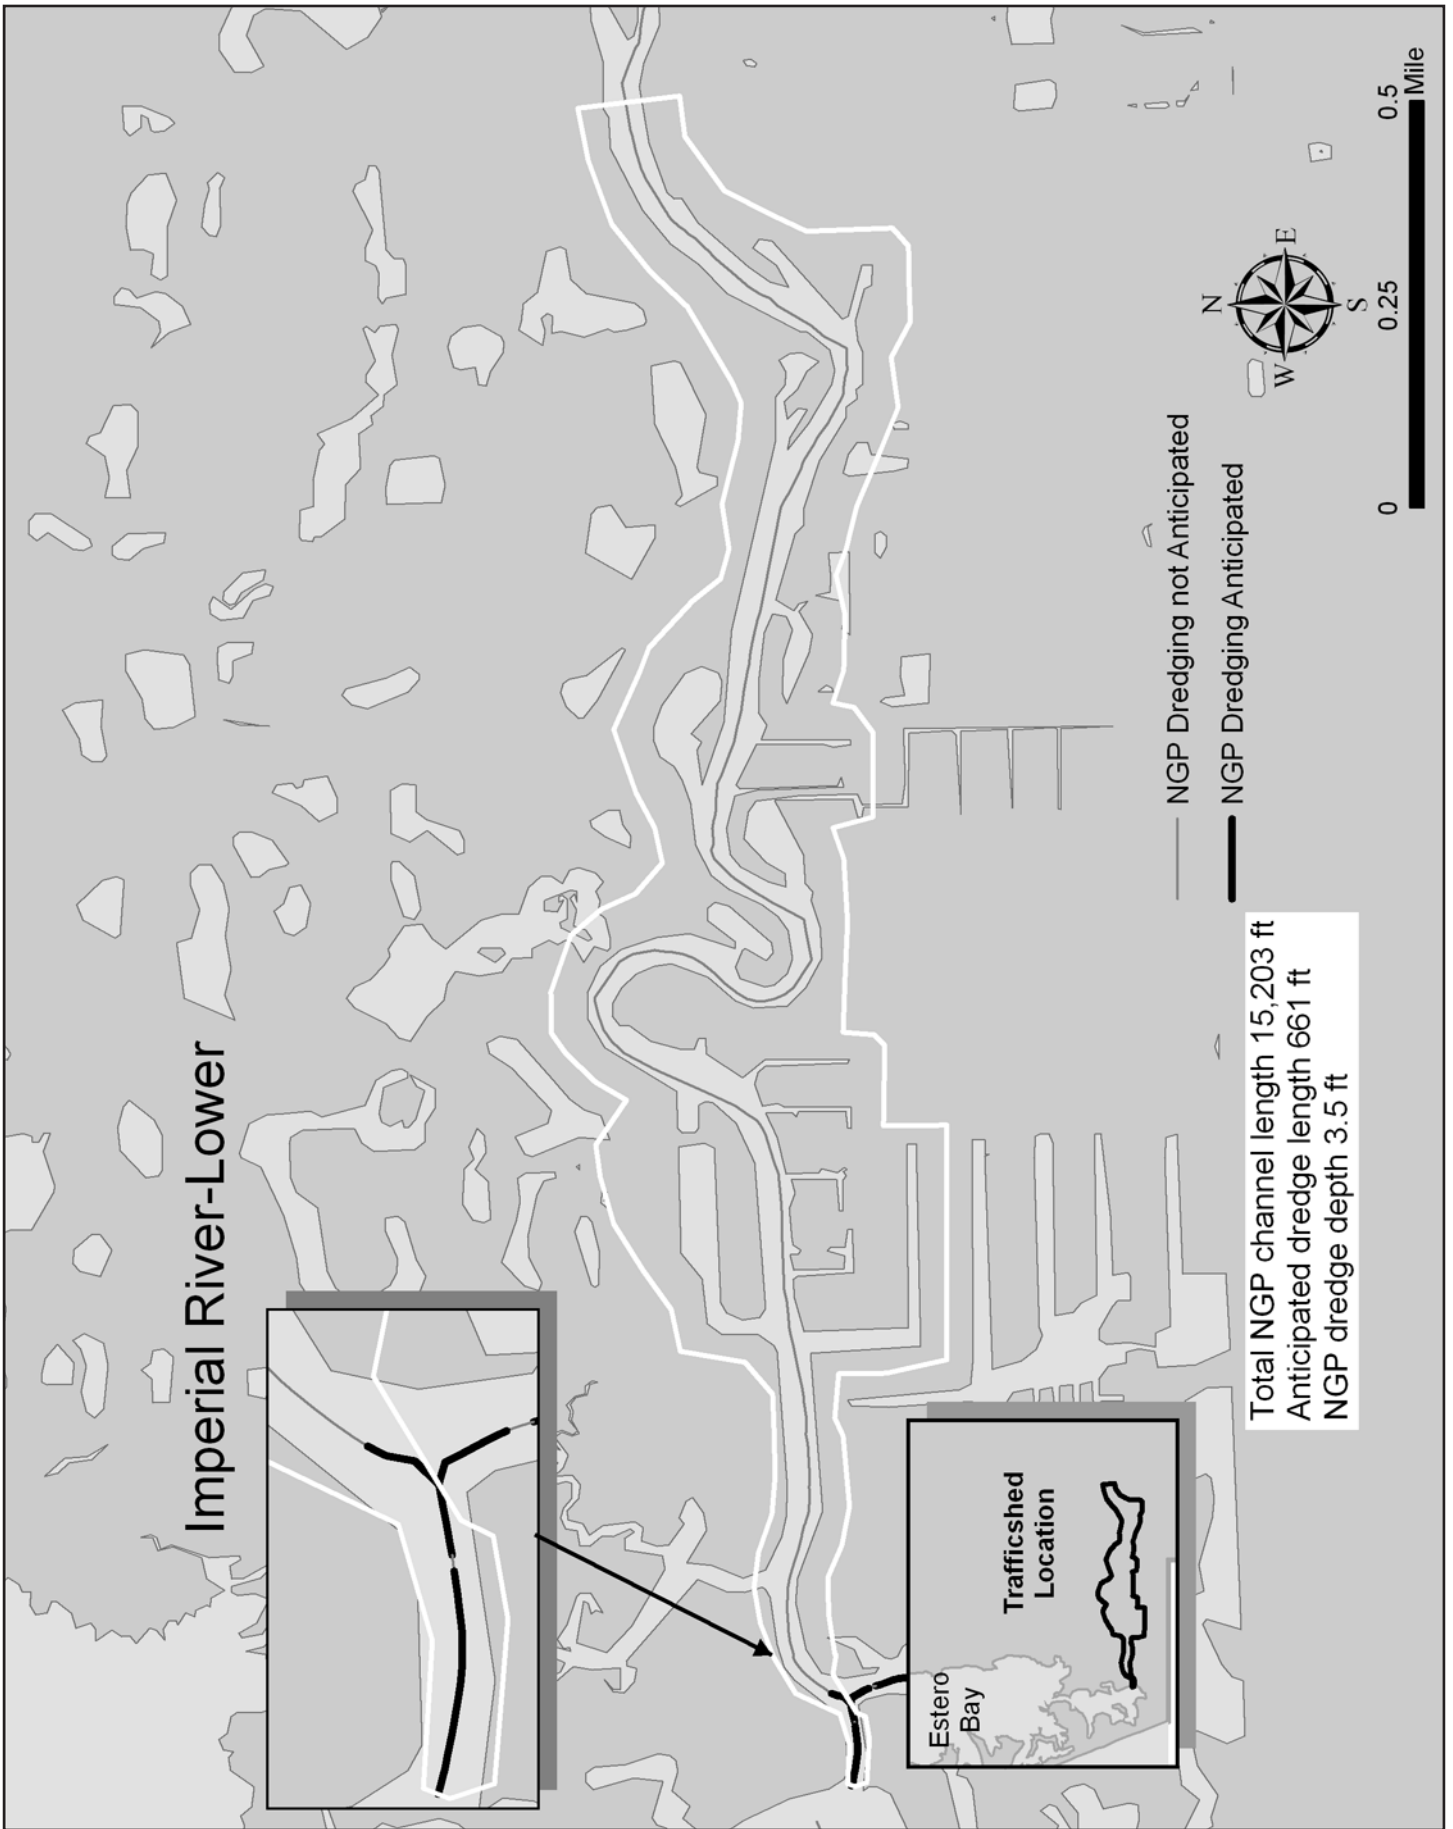 Imperial River-Lower
Trafficshed
Location
Estero
Bay
Total NGP channel length 15,203 ft
Anticipated dredge length 661 ft
NGP dredge depth 3.5 ft
NGP Dredging not Anticipated
NGP Dredging Anticipated
N
W
E
S
0
0.25
0.5
Mile